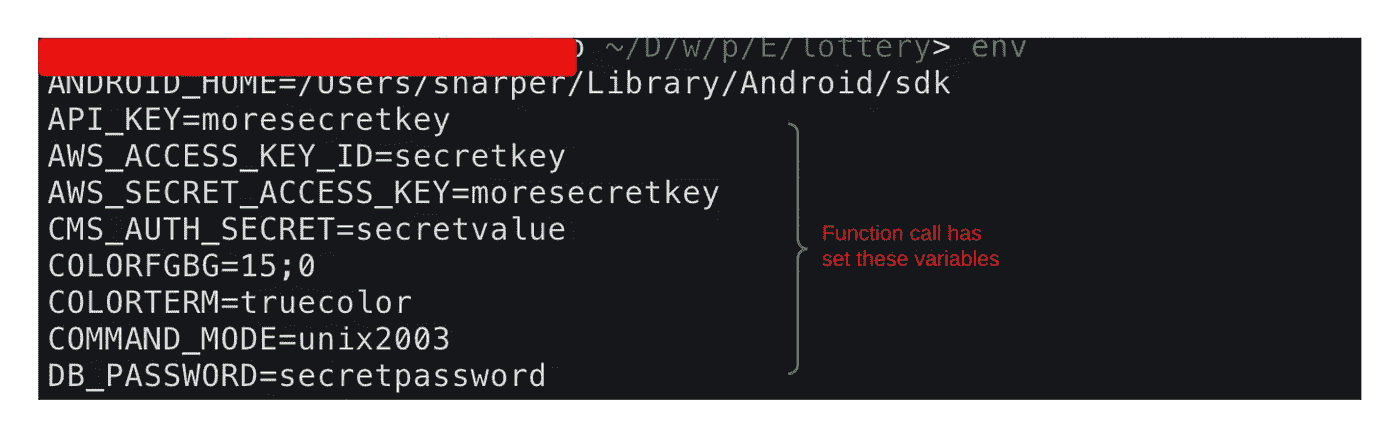 ~/D/w/p/E/lottery> env
ANDROID_HOME=/Users/sharper/Library/Android/sdk
API_KEY=moresecretkey
AWS_ACCESS_KEY_ID=secretkey
AWS_SECRET_ACCESS_KEY=moresecretkey
CMS_AUTH_SECRET=secretvalue
COLORFGBG=15;0
COLORTERM=truecolor
COMMAND_MODE=unix2003
DB_PASSWORD=secretpassword
Function call has
set these variables